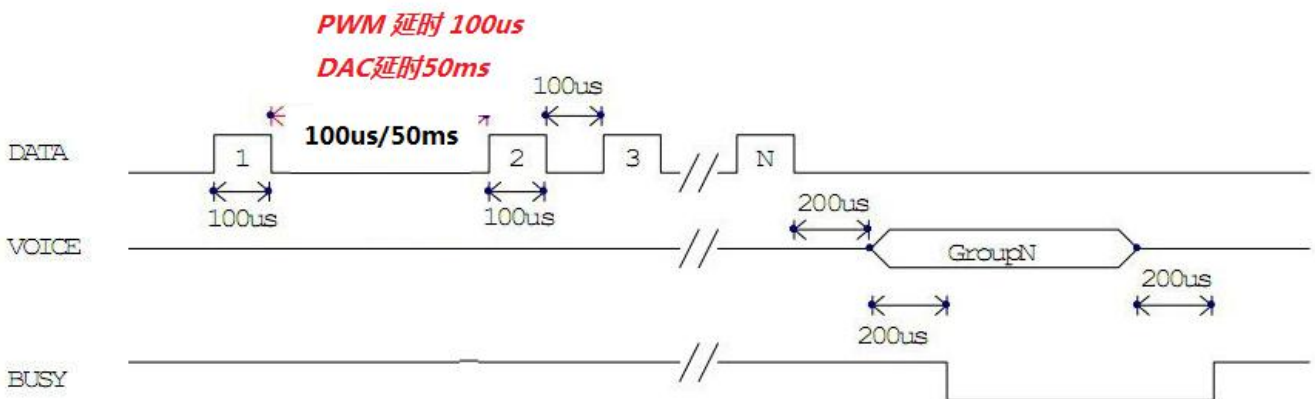 PWM 延时 100us
DAC延时50ms
100us
100us/50ms
DATA
1
2
3
N
100us
100us
200us
VOICE
GroupN
200us
200us
BUSY